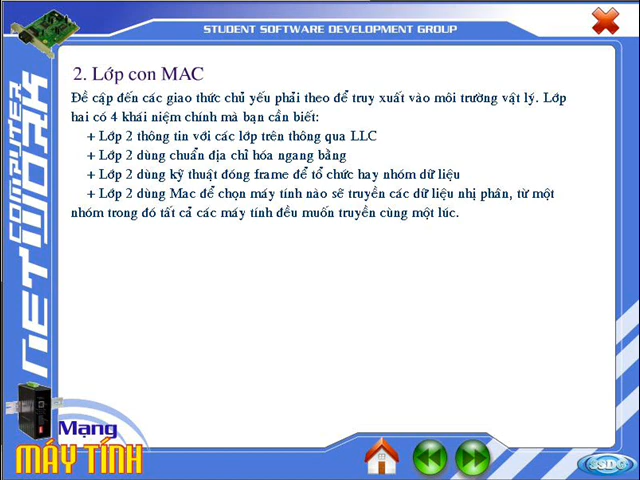 STUDENT SOFTWARE DEVELOPMENT GROUP
2. Lớp con MAC
Đề cập đến các giao thức chủ yếu phải theo để truy xuất vào môi trường vật lý. Lớp
hai có 4 khái niệm chính mà bạn cần biết:
+ Lớp 2 thông tin với các lớp trên thông qua LLC
+ Lớp 2 dùng chuẩn địa chỉ hóa ngang bằng
+ Lớp 2 dùng kỹ thuật đóng frame để tổ chức hay nhóm dữ liệu
+ Lớp 2 dùng Mac để chọn máy tính nào sẽ truyền các dữ liệu nhị phân, từ một
nhóm trong đó tất cả các máy tính đều muốn truyền cùng một lúc.
COMPUTER
NETWORK
Mạng
MÁY TÍNH
SSDG